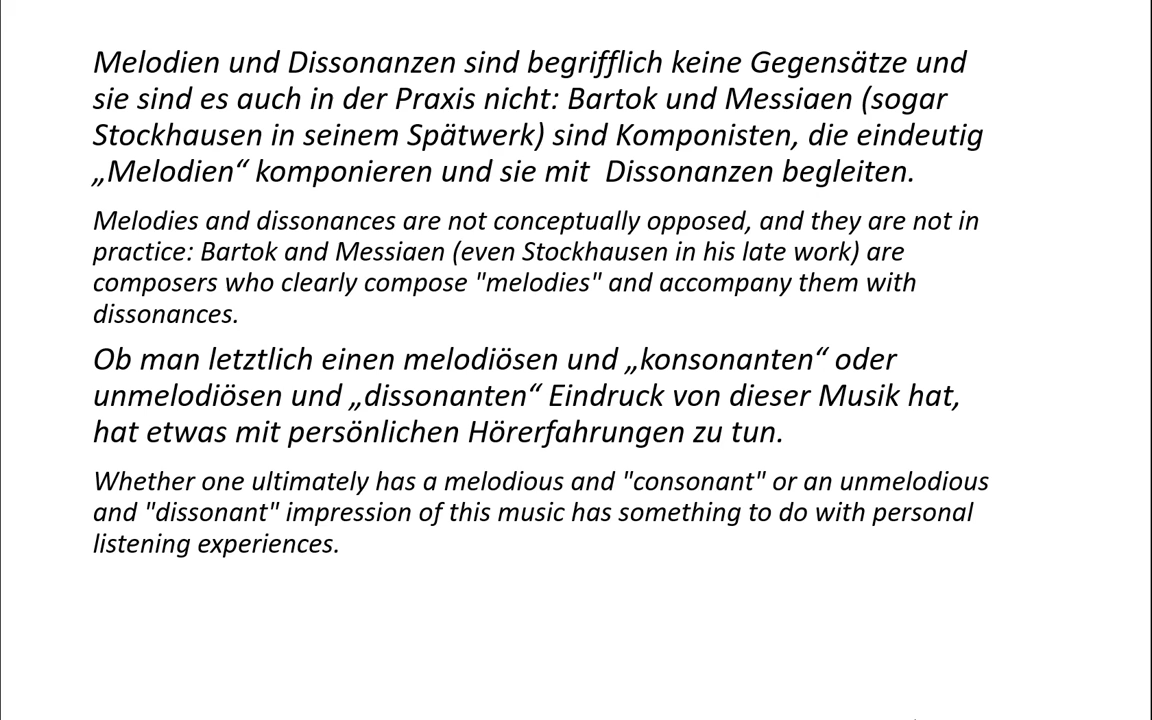 Melodien und Dissonanzen sind begrifflich keine Gegensätze und
sie sind es auch in der Praxis nicht: Bartok und Messiaen (sogar
Stockhausen in seinem Spätwerk) sind Komponisten, die eindeutig
„Melodien“ komponieren und sie mit  Dissonanzen begleiten.
Melodies and dissonances are not conceptually opposed, and they are not in
practice: Bartok and Messiaen (even Stockhausen in his late work) are
composers who clearly compose "melodies" and accompany them with
dissonances.
Ob man letztlich einen melodiösen und „konsonanten“ oder
unmelodiösen und „dissonanten“ Eindruck von dieser Musik hat,
hat etwas mit persönlichen Hörerfahrungen zu tun.
Whether one ultimately has a melodious and "consonant" or an unmelodious
and "dissonant" impression of this music has something to do with personal
listening experiences.